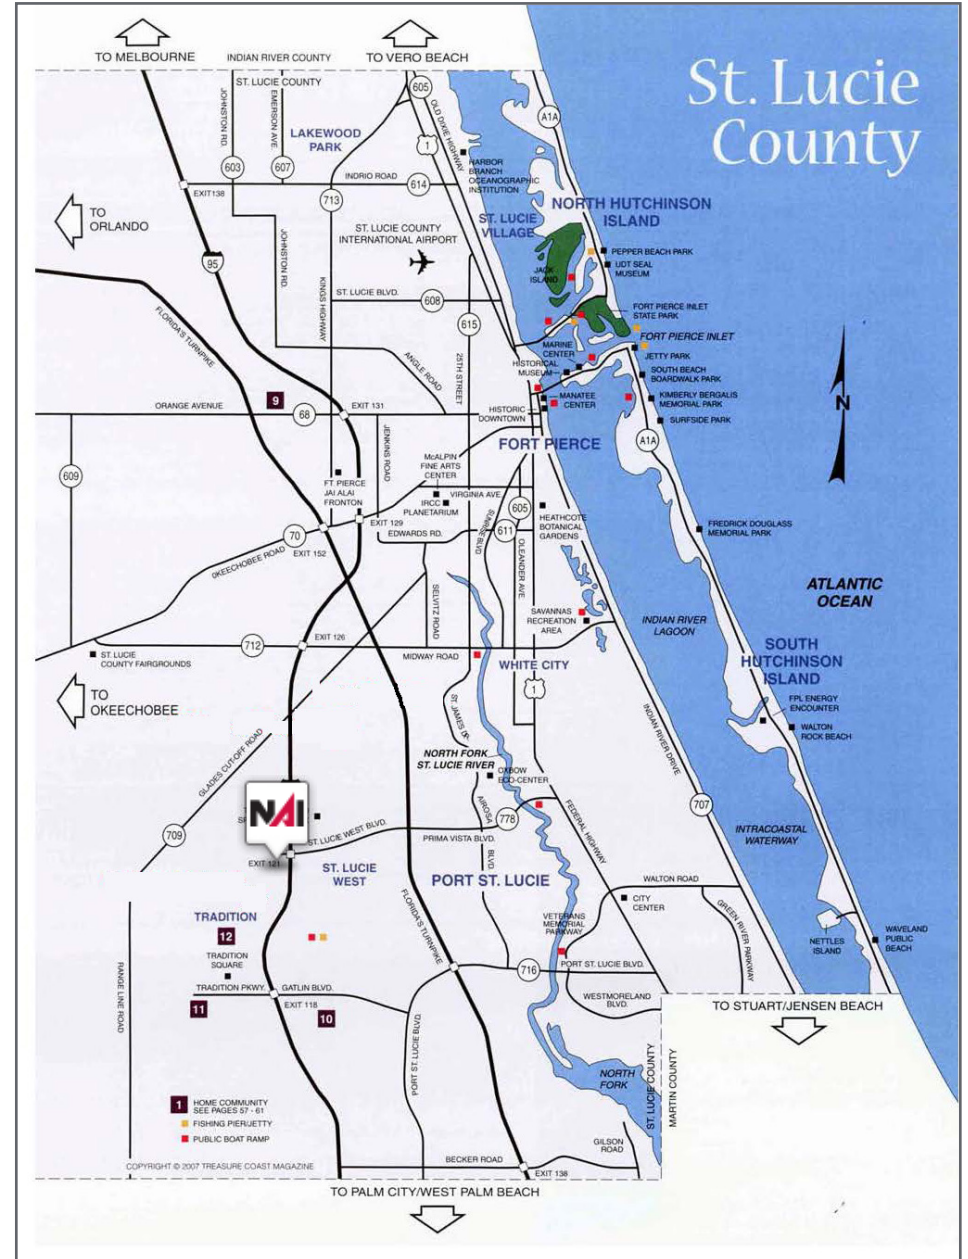 TO MELBOURNE
INDIAN RIVER COUNTY
TO VERO BEACH
ST. LUCIE COUNTY
St. Lucie
County
JOHNSTON RD.
EMERSON AVE
605
OLD DIXIE HIGHWAY
A1A
LAKEWOOD
PARK
1
HARBOR
BRANCH
OCEANOGRAPHIC
INSTITUTION
603
607
INDRIO ROAD
614
EXIT138
713
TO
ORLANDO
ST. LUCIE COUNTY
INTERNATIONAL AIRPORT
ST. LUCIE
VILLAGE
NORTH HUTCHINSON
ISLAND
JOHNSTON RD.
95
PEPPER BEACH PARK
UDT SEAL
MUSEUM
JACK
ISLAND
KINGS HIGHWAY
ST. LUCIE BLVD.
608
FORT PIERCE INLET
STATE PARK
FLORIDA'S TURNPIKE
615
FORT PIERCE INLET
MARINE
CENTER
JETTY PARK
ANGLE ROAD
25TH STREET
HISTORICAL
MUSEUM
SOUTH BEACH
BOARDWALK PARK
N
9
ORANGE AVENUE
68
EXIT 131
MANATEE
CENTER
KIMBERLY BERGALIS
MEMORIAL PARK
HISTORIC
DOWNTOWN
SURFSIDE PARK
JENKINS ROAD
FORT PIERCE
A1A
McALPIN
FINE ARTS
CENTER
609
FT. PIERCE
JAI ALAI
FRONTON
VIRGINIA AVE.
IRCC
PLANETARIUM
605
HEATHCOTE
BOTANICAL
GARDENS
SUNRISE BLVD
EXIT 129
EDWARDS RD.
611
FREDRICK DOUGLASS
MEMORIAL PARK
70
OKEECHOBEE ROAD
EXIT 152
OLEANDER AVE.
ATLANTIC
OCEAN
SELVITZ ROAD
SAVANNAS
RECREATION
AREA
INDIAN RIVER
LAGOON
EXIT 126
712
ST. LUCIE
COUNTY FAIRGROUNDS
MIDWAY ROAD
WHITE CITY
SOUTH
HUTCHINSON
ISLAND
TO
OKEECHOBEE
1
ST. JAMES DR.
FPL ENERGY
ENCOUNTER
WALTON
ROCK BEACH
INDIAN RIVER DRIVE
GLADES CUT-OFF ROAD
NORTH FORK
ST. LUCIE RIVER
OXBOW
ECO-CENTER
NAI
709
AIROSO
BLVD.
778
FEDERAL HIGHWAY
707
ST. LUCIE WEST BLVD.
PRIMA VISTA BLVD.
INTRACOASTAL
WATERWAY
EXIT 121
ST. LUCIE
WEST
PORT ST. LUCIE
WALTON ROAD
CITY
CENTER
FLORIDA'S TURNPIKE
TRADITION
12
VETERANS
MEMORIAL
PARKWAY
GREEN RIVER PARKWAY
NETTLES
ISLAND
WAVELAND
PUBLIC
BEACH
TRADITION
SQUARE
RANGE LINE ROAD
716
PORT ST. LUCIE BLVD.
TRADITION PKWY.
GATLIN BLVD.
EXIT 118
11
10
WESTMORELAND
BLVD.
TO STUART/JENSEN BEACH
PORT ST. LUCIE BLVD.
NORTH
FORK
ST. LUCIE COUNTY
MARTIN COUNTY
1
HOME COMMUNITY
SEE PAGES 57 - 61
FISHING PIER/JETTY
PUBLIC BOAT RAMP
GILSON
ROAD
COPYRIGHT © 2007 TREASURE COAST MAGAZINE
BECKER ROAD
EXIT 138
TO PALM CITY/WEST PALM BEACH